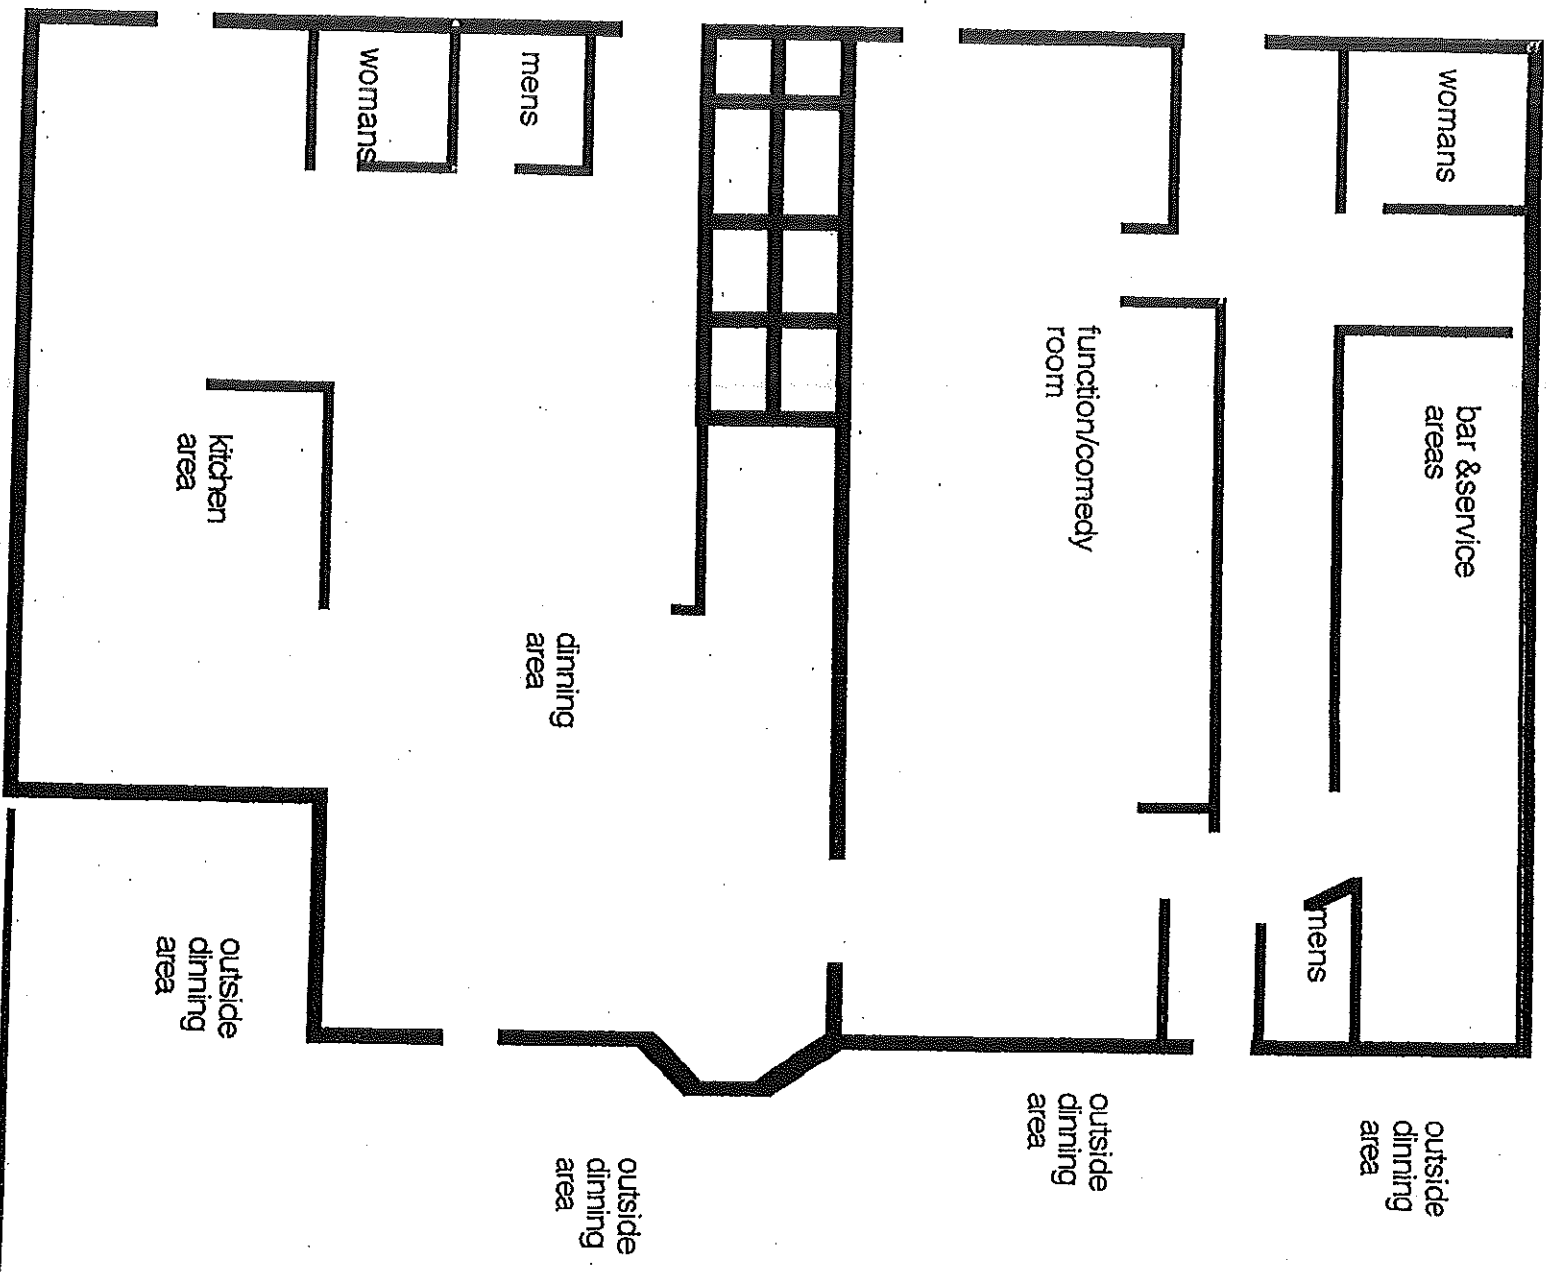 womans
mens
womans
function/comedy
room
bar &service
areas
kitchen
area
dinning
area
mens
outside
dinning
area
outside
dinning
area
outside
dinning
area
outside
dinning
area